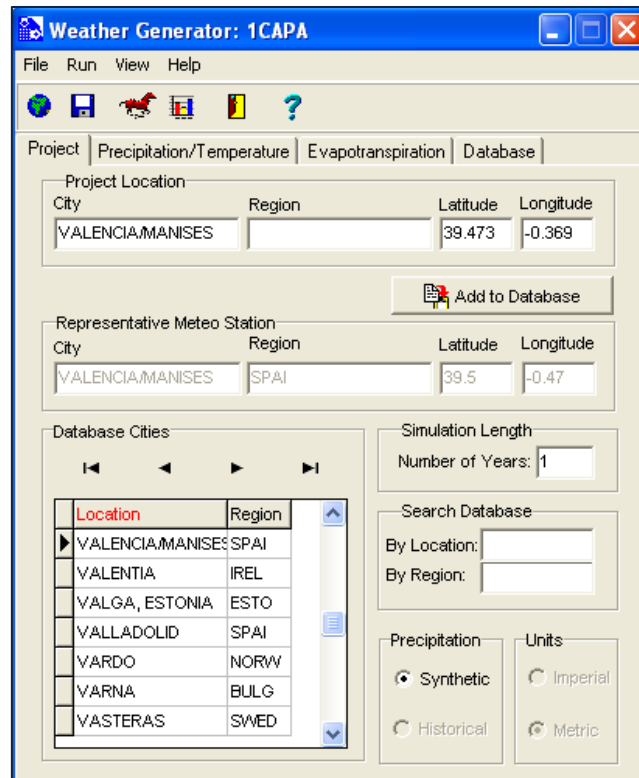 Weather Generator: 1CAPA
File Run View Help
Project Precipitation/Temperature Evapotranspiration Database
Project Location
City Region Latitude Longitude
VALENCIA/MANISES 39.473 -0.369
Add to Database
Representative Meteo Station
City Region Latitude Longitude
VALENCIA/MANISES SPAI 39.5 -0.47
Database Cities
Location Region
VALENCIA/MANISES SPAI
VALENTIA IREL
VALGA, ESTONIA ESTO
VALLADOLID SPAI
VARDO NORW
VARNA BULG
VASTERAS SWED
Simulation Length
Number of Years: 1
Search Database
By Location:
By Region:
Precipitation
Synthetic
Historical
Units
Imperial
Metric